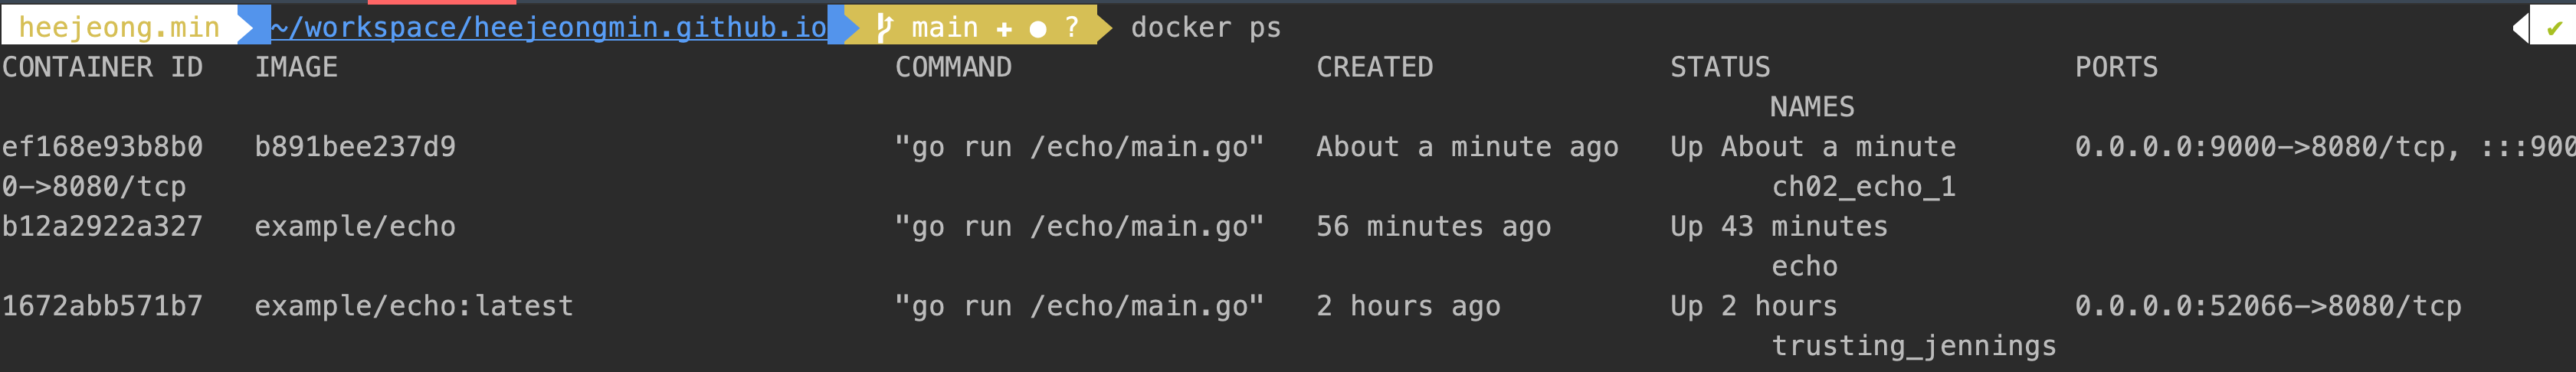 heejeong.min ~/workspace/heejeongmin.github.io main + ● ? docker ps ✔
CONTAINER ID IMAGE COMMAND CREATED STATUS PORTS
NAMES
ef168e93b8b0 b891bee237d9 "go run /echo/main.go" About a minute ago Up About a minute 0.0.0.0:9000->8080/tcp, :::900
0->8080/tcp ch02_echo_1
b12a2922a327 example/echo "go run /echo/main.go" 56 minutes ago Up 43 minutes
echo
1672abb571b7 example/echo:latest "go run /echo/main.go" 2 hours ago Up 2 hours 0.0.0.0:52066->8080/tcp
trusting_jennings